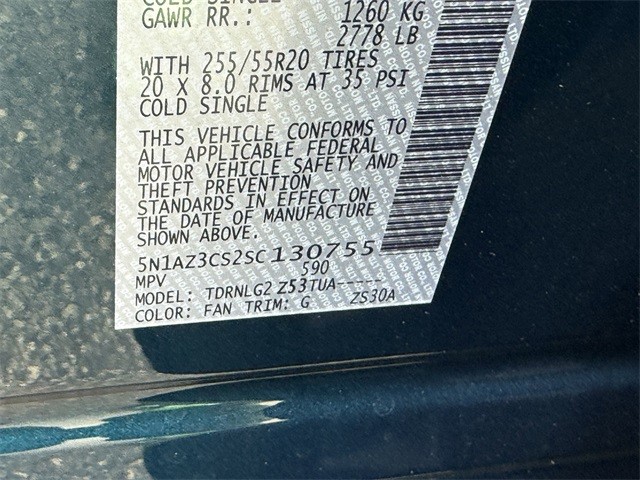 COLD SINGLE
GAWR RR.: 1260 KG
2778 LB
WITH 255/55R20 TIRES
20 X 8.0 RIMS AT 35 PSI
COLD SINGLE
THIS VEHICLE CONFORMS TO
ALL APPLICABLE FEDERAL
MOTOR VEHICLE SAFETY AND
THEFT PREVENTION
STANDARDS IN EFFECT ON
THE DATE OF MANUFACTURE
SHOWN ABOVE.
5N1AZ3CS2SC130755
MPV 590
MODEL: TDRNLG2 Z53TUA-----
COLOR: FAN TRIM: G ZS30A